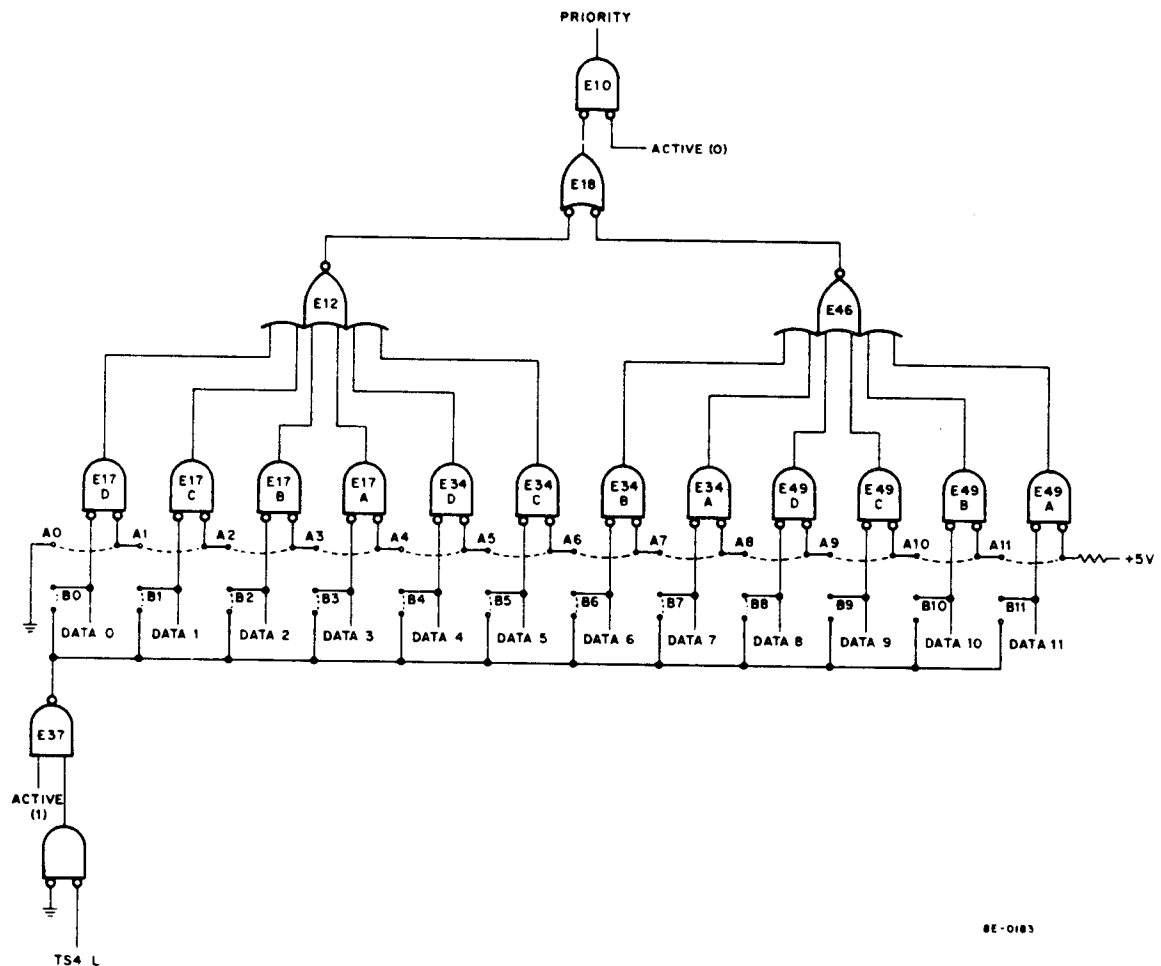 PRIORITY
E10
ACTIVE (0)
E18
E12
E46
E17 D
E17 C
E17 B
E17 A
E34 D
E34 C
E34 B
E34 A
E49 D
E49 C
E49 B
E49 A
A0 A1 A2 A3 A4 A5 A6 A7 A8 A9 A10 A11 +5V
B0 B1 B2 B3 B4 B5 B6 B7 B8 B9 B10 B11
DATA 0 DATA 1 DATA 2 DATA 3 DATA 4 DATA 5 DATA 6 DATA 7 DATA 8 DATA 9 DATA 10 DATA 11
E37
ACTIVE
(1)
8E-0183
TS4 L